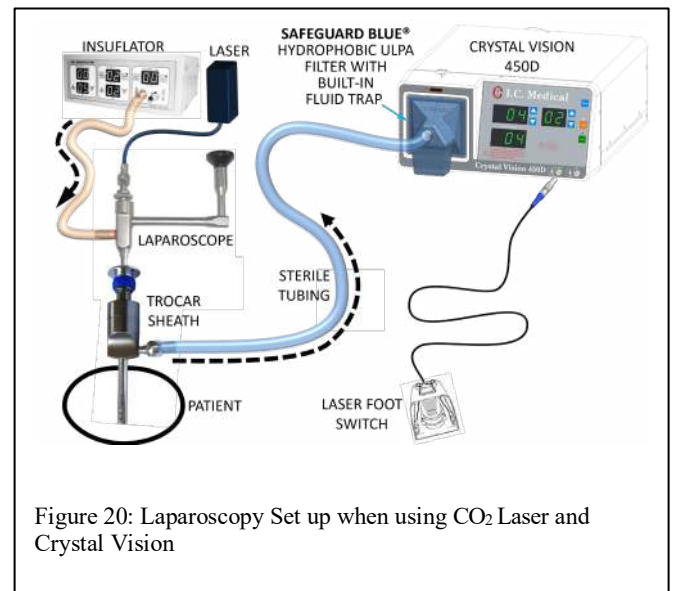 INSUFLATOR
LASER
SAFEGUARD BLUE®
HYDROPHOBIC ULPA
FILTER WITH
BUILT-IN
FLUID TRAP
CRYSTAL VISION
450D
I.C. Medical
04 02
04
Crystal Vision 450D
LAPAROSCOPE
TROCAR
SHEATH
STERILE
TUBING
PATIENT
LASER FOOT
SWITCH
Figure 20: Laparoscopy Set up when using CO2 Laser and
Crystal Vision